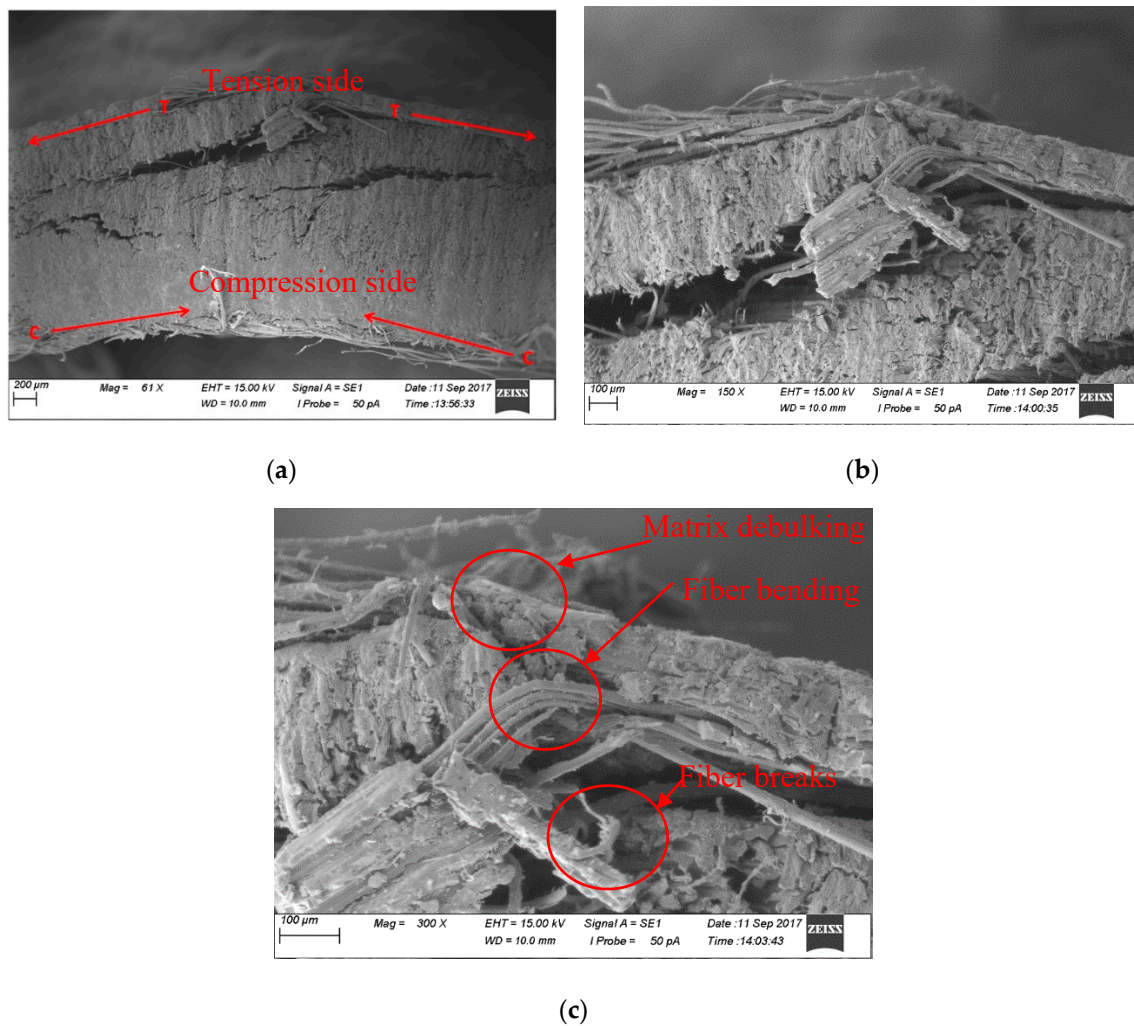 Tension side
T T
Compression side
C C
200 µm Mag = 61 X EHT = 15.00 kV Signal A = SE1 Date :11 Sep 2017
WD = 10.0 mm I Probe = 50 pA Time :13:56:33
ZEISS
(a)
100 µm Mag = 150 X EHT = 15.00 kV Signal A = SE1 Date :11 Sep 2017
WD = 10.0 mm I Probe = 50 pA Time :14:00:35
ZEISS
(b)
Matrix debulking
Fiber bending
Fiber breaks
100 µm Mag = 300 X EHT = 15.00 kV Signal A = SE1 Date :11 Sep 2017
WD = 10.0 mm I Probe = 50 pA Time :14:03:43
ZEISS
(c)